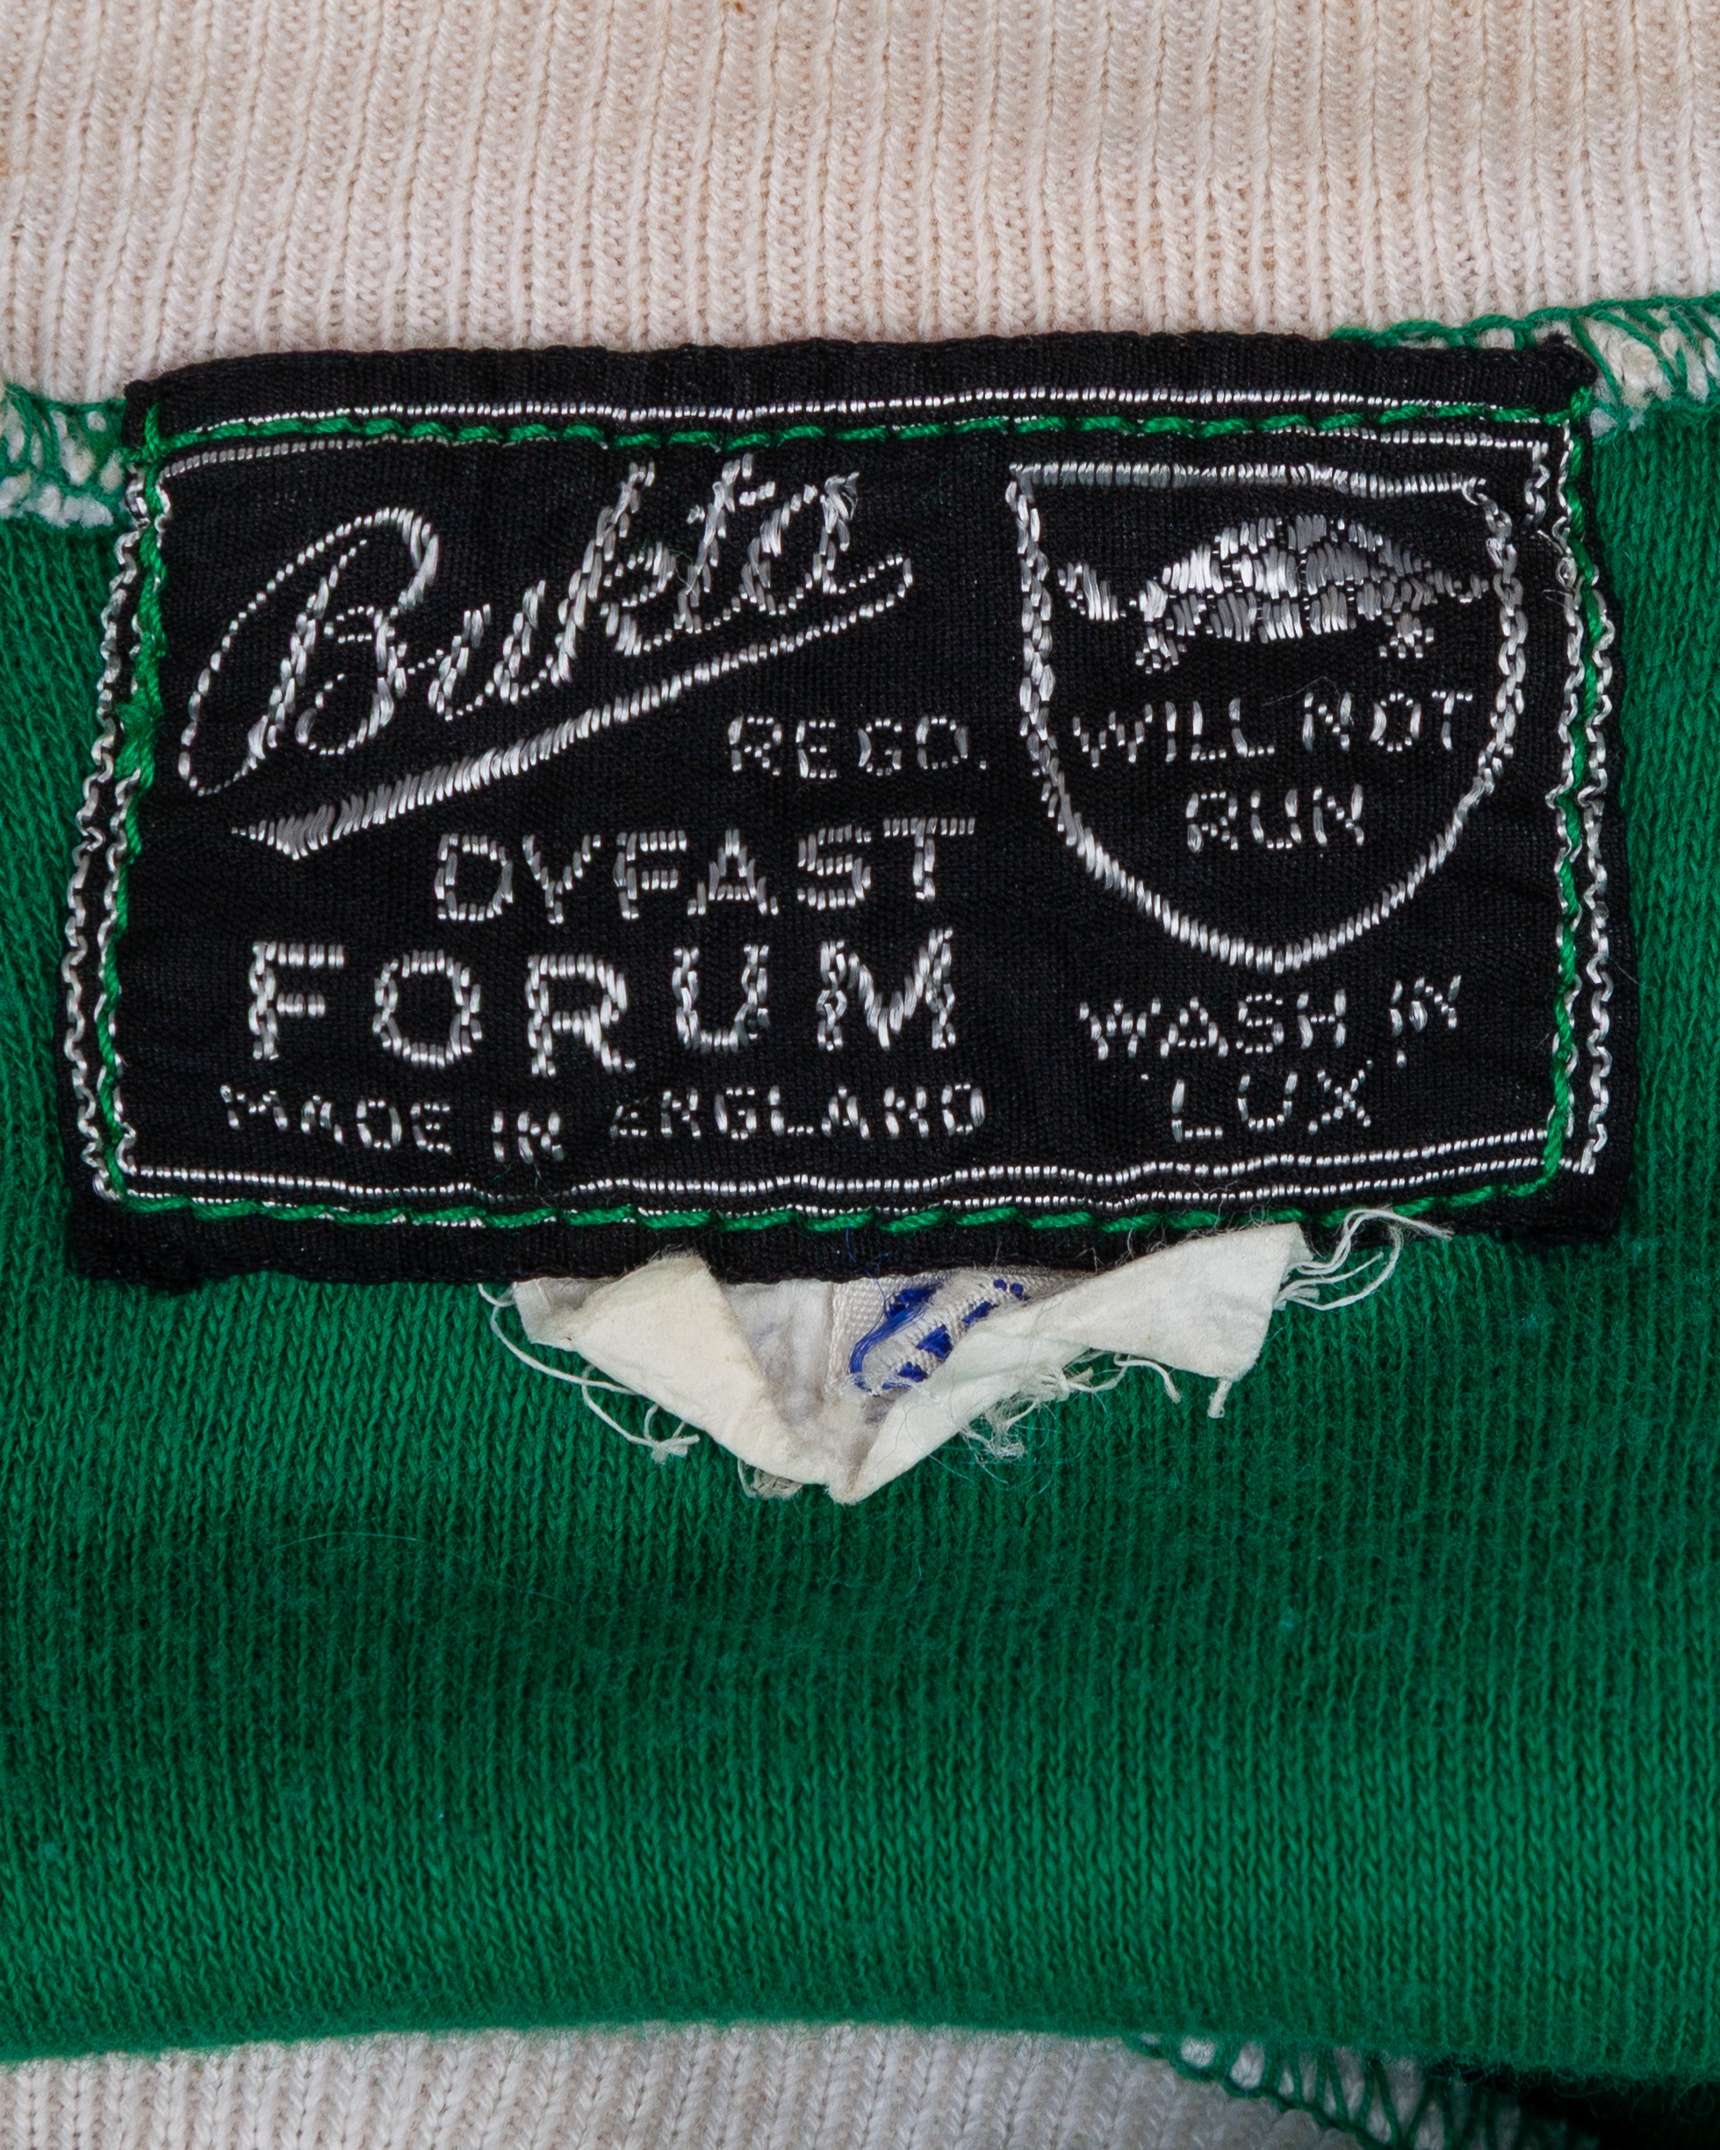 Bukta
REGD.
DYFAST
FORUM
MADE IN ENGLAND
WILL NOT
RUN
WASH IN
LUX